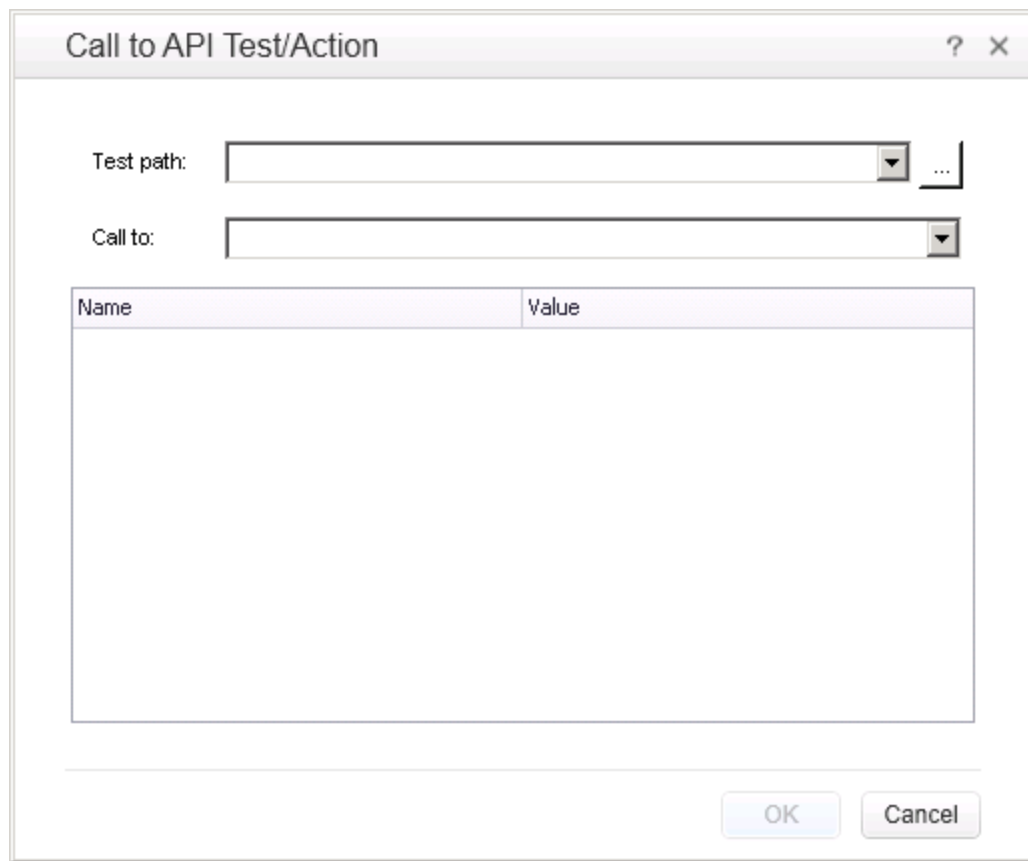 Call to API Test/Action ? ×
Test path: ...
Call to:
Name Value
OK Cancel